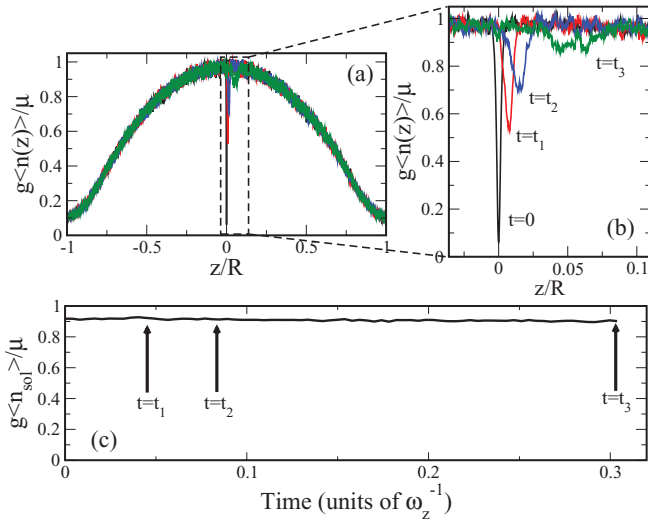 (a)
g<n(z)>/μ
1
0.8
0.6
0.4
0.2
0
-1
-0.5
0
0.5
1
z/R
(b)
g<n(z)>/μ
1
0.8
0.6
0.4
0.2
0
t=t3
t=t2
t=t1
t=0
0
0.05
0.1
z/R
(c)
g<nsol>/μ
1
0.8
0.6
0.4
0.2
0
t=t1
t=t2
t=t3
0
0.1
0.2
0.3
Time (units of ωz-1)